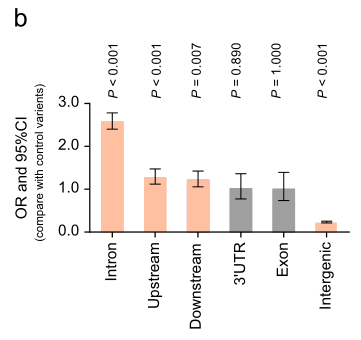 b
P < 0.001
P < 0.001
P = 0.007
P = 0.890
P = 1.000
P < 0.001
OR and 95%CI
(compare with control varients)
3.0
2.0
1.0
0.0
Intron
Upstream
Downstream
3'UTR
Exon
Intergenic